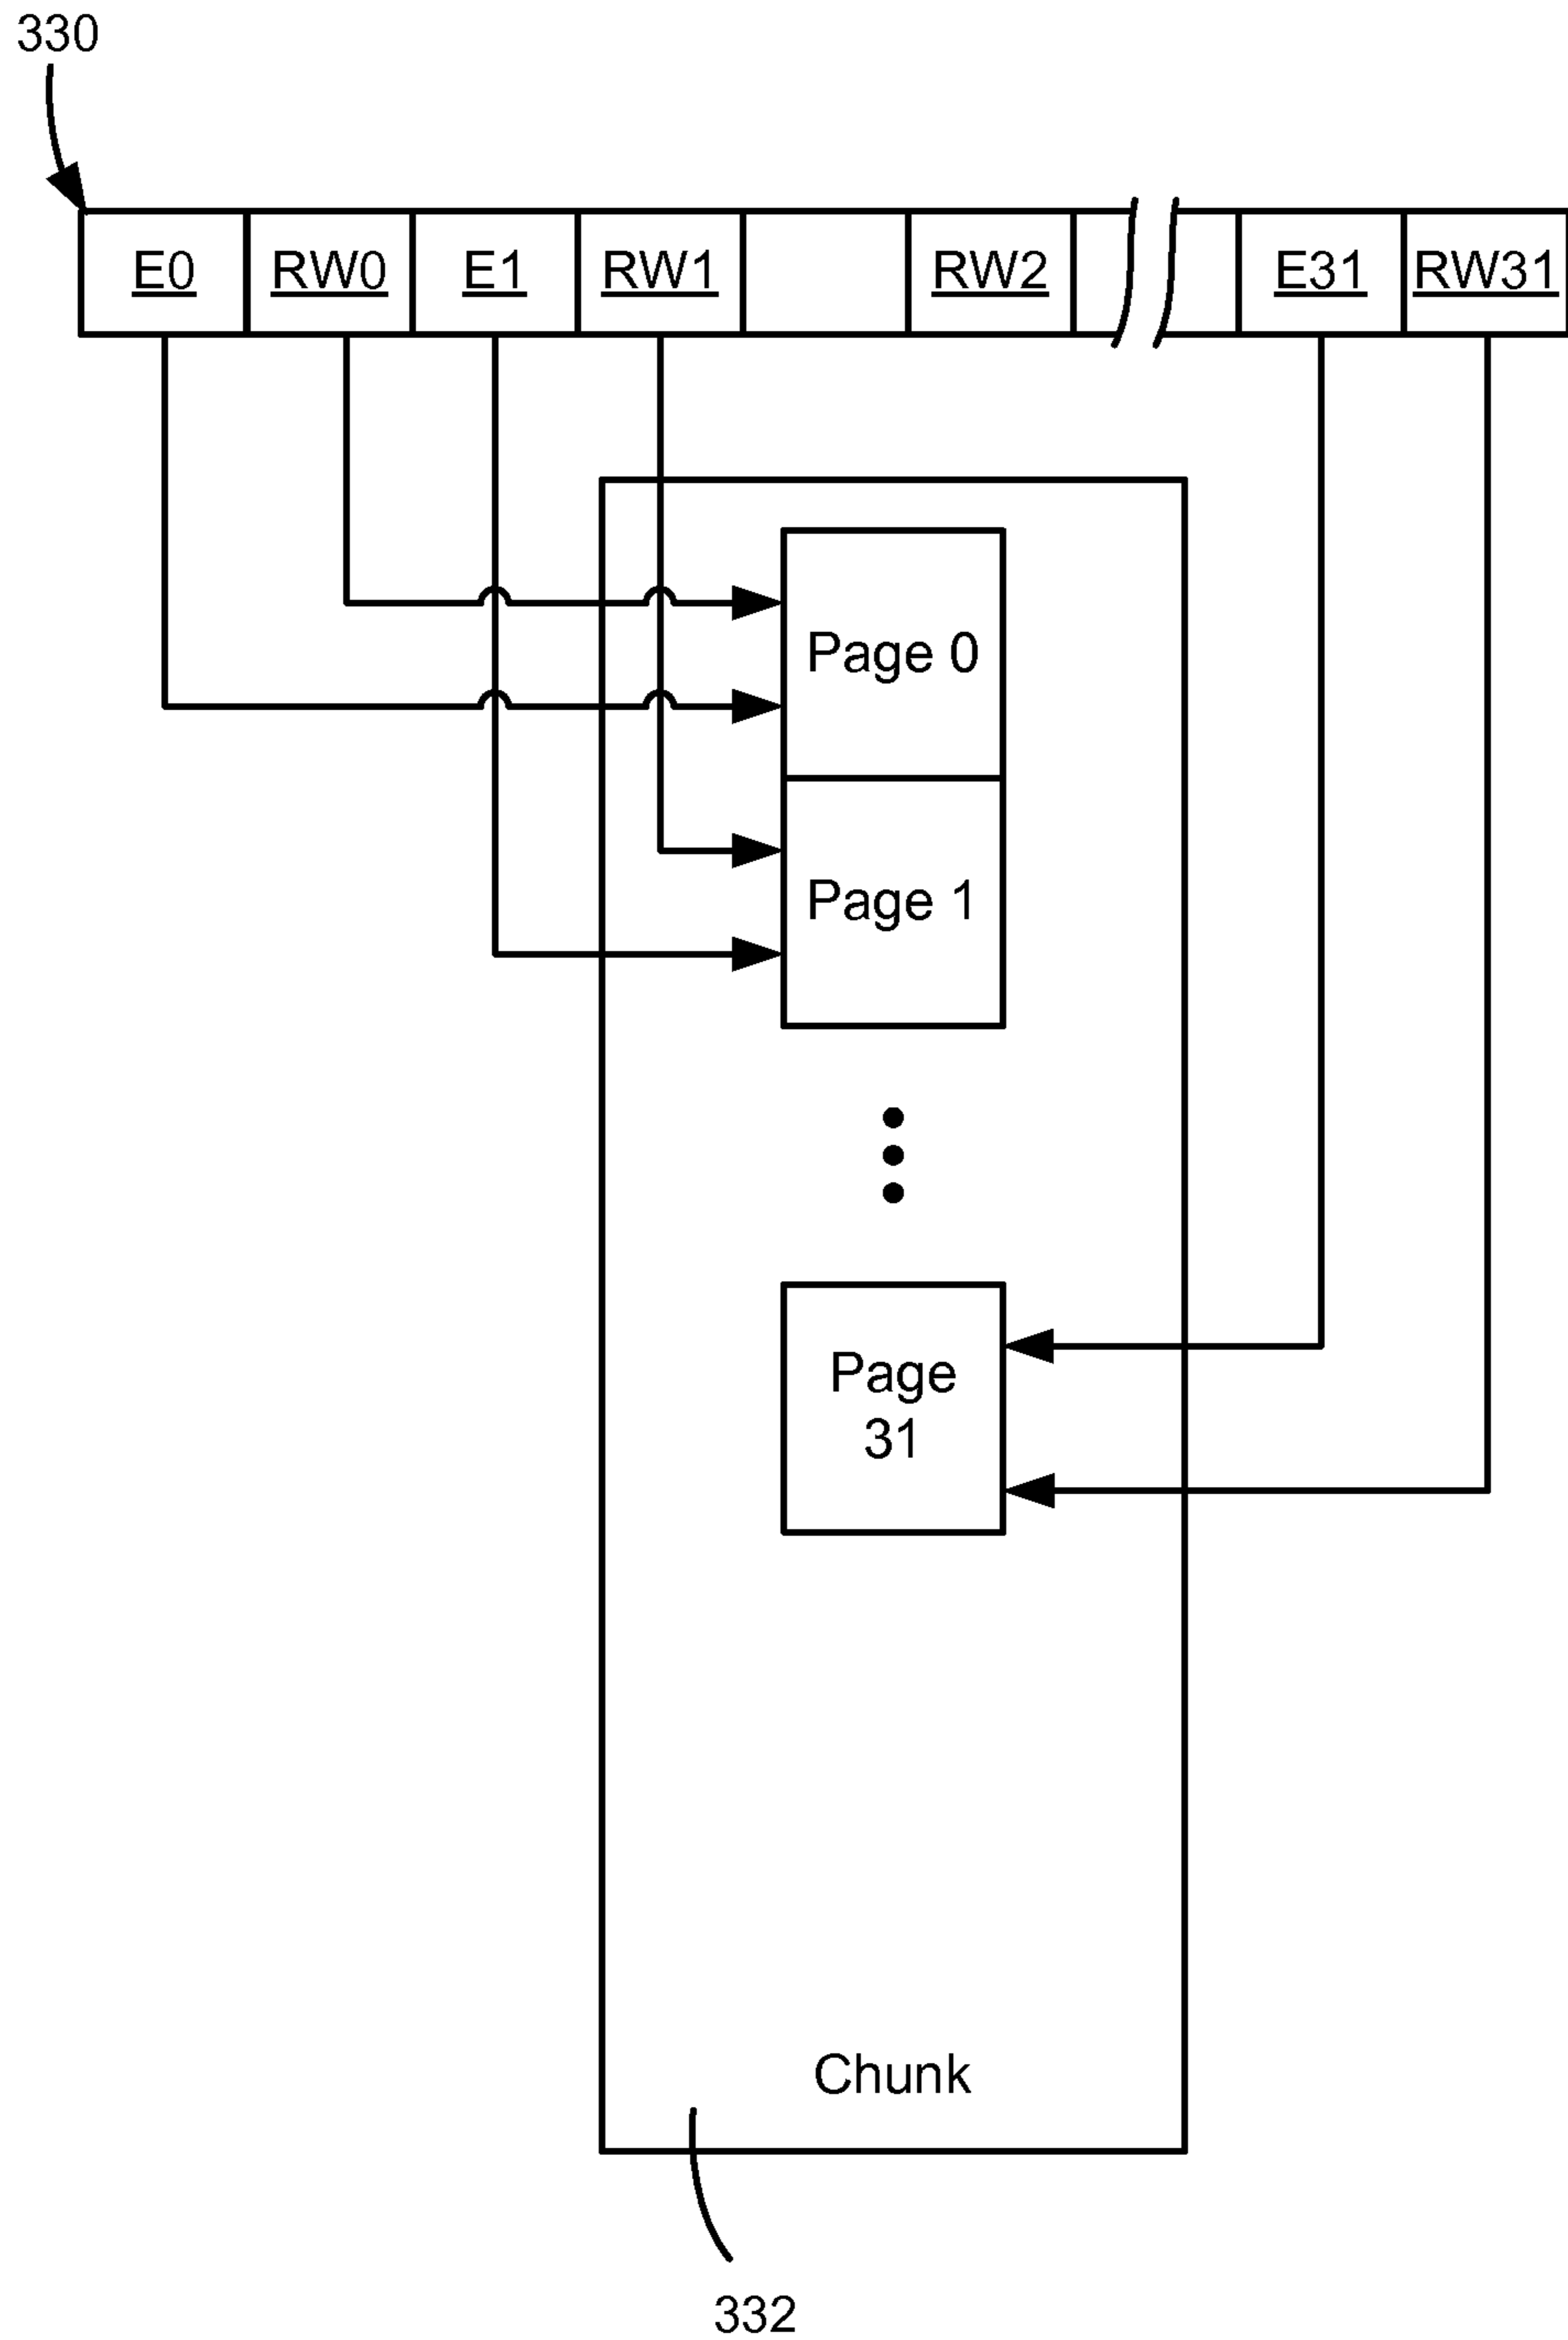 330
E0 RW0 E1 RW1 RW2 E31 RW31
Page 0
Page 1
Page
31
Chunk
332